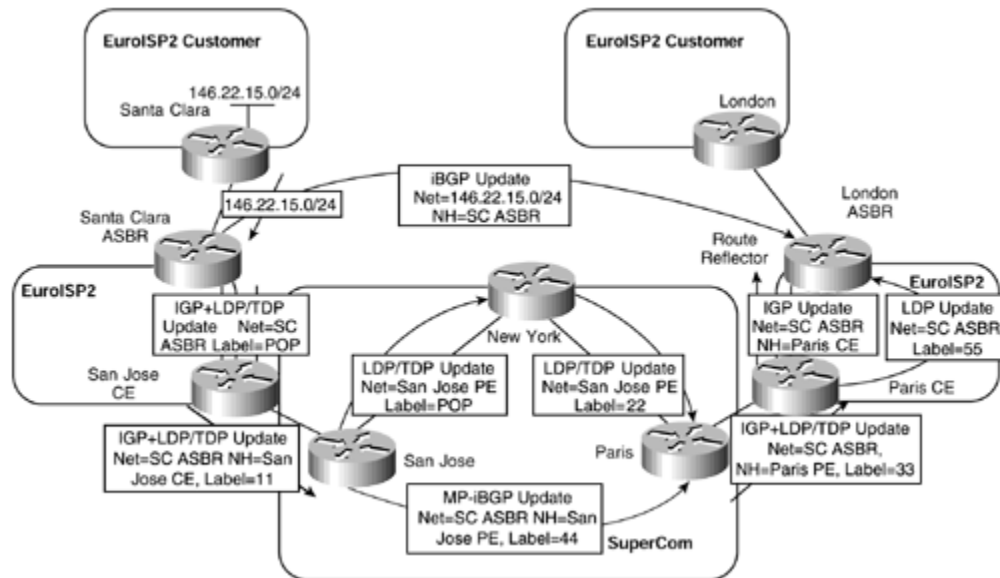 EuroISP2 Customer
146.22.15.0/24
Santa Clara
EuroISP2 Customer
London
iBGP Update
Net=146.22.15.0/24
NH=SC ASBR
146.22.15.0/24
Santa Clara
ASBR
London
ASBR
Route
Reflector
EuroISP2
IGP+LDP/TDP
Update Net=SC
ASBR Label=POP
San Jose
CE
New York
LDP/TDP Update
Net=San Jose PE
Label=POP
LDP/TDP Update
Net=San Jose PE
Label=22
IGP Update
Net=SC ASBR
NH=Paris CE
EuroISP2
LDP Update
Net=SC ASBR
Label=55
Paris CE
IGP+LDP/TDP Update
Net=SC ASBR NH=San
Jose CE, Label=11
San Jose
Paris
IGP+LDP/TDP Update
Net=SC ASBR,
NH=Paris PE, Label=33
MP-iBGP Update
Net=SC ASBR NH=San
Jose PE, Label=44
SuperCom